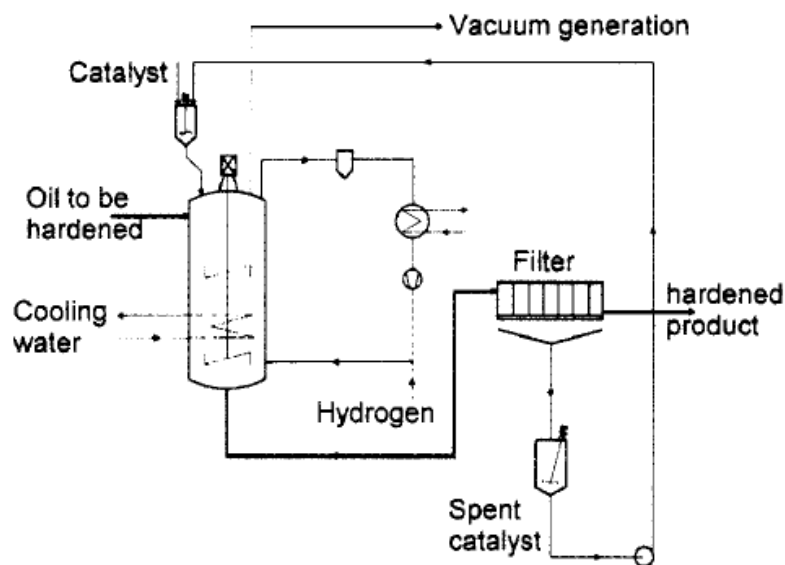 Vacuum generation
Catalyst
Oil to be
hardened
Filter
Cooling
water
hardened
product
Hydrogen
Spent
catalyst